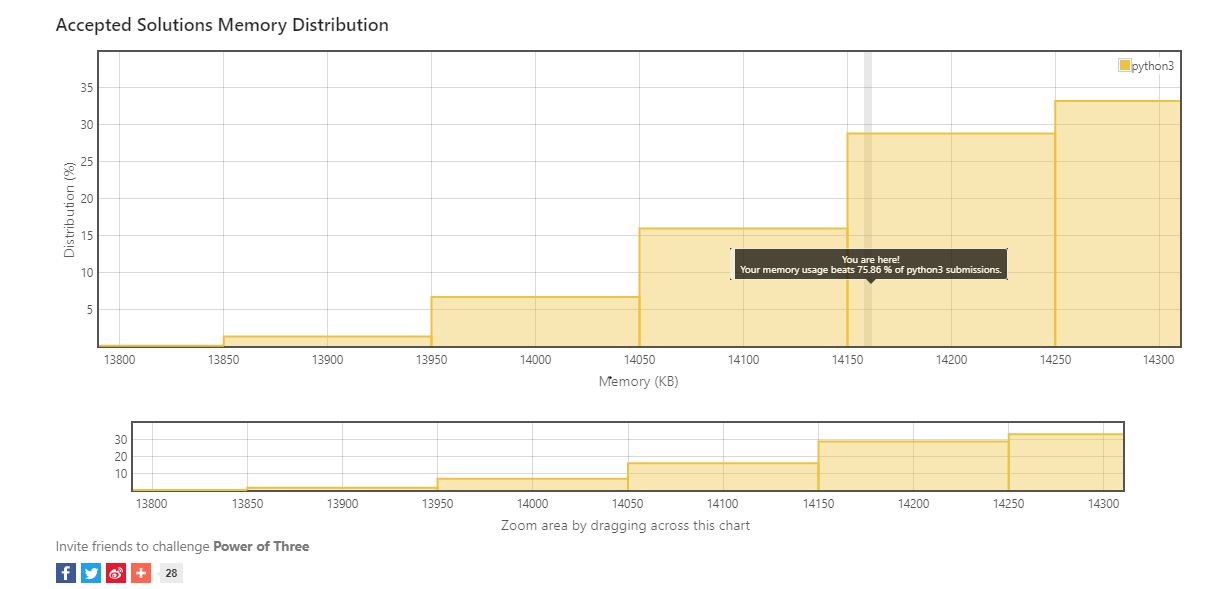 Accepted Solutions Memory Distribution
python3
35
30
25
20
15
10
5
Distribution (%)
You are here!
Your memory usage beats 75.86 % of python3 submissions.
13800 13850 13900 13950 14000 14050 14100 14150 14200 14250 14300
Memory (KB)
30
20
10
13800 13850 13900 13950 14000 14050 14100 14150 14200 14250 14300
Zoom area by dragging across this chart
Invite friends to challenge Power of Three
28